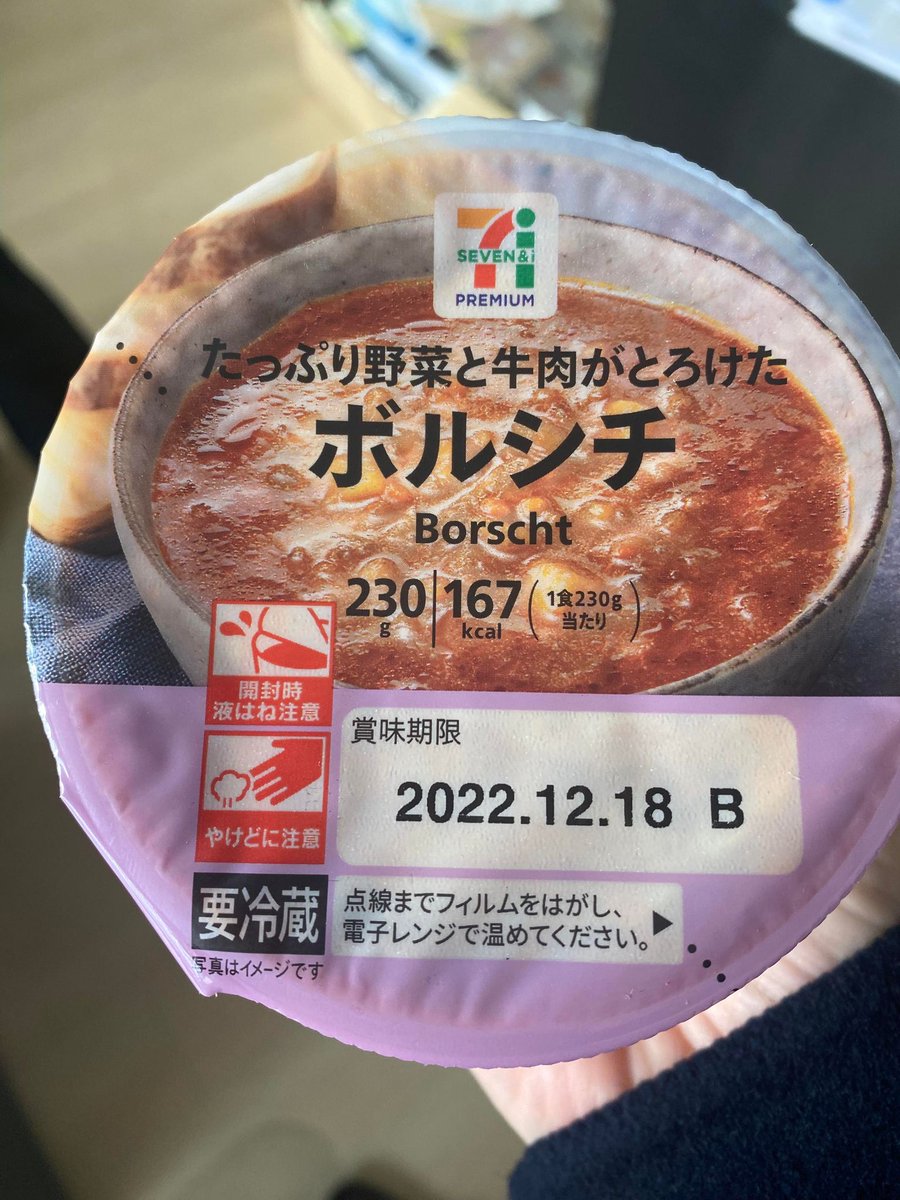 SEVEN&i
PREMIUM
たっぷり野菜と牛肉がとろけた
ボルシチ
Borscht
230g 167kcal (1食230g当たり)
開封時
液はね注意
やけどに注意
賞味期限
2022.12.18 B
要冷蔵
点線までフィルムをはがし、
電子レンジで温めてください。▶
写真はイメージです